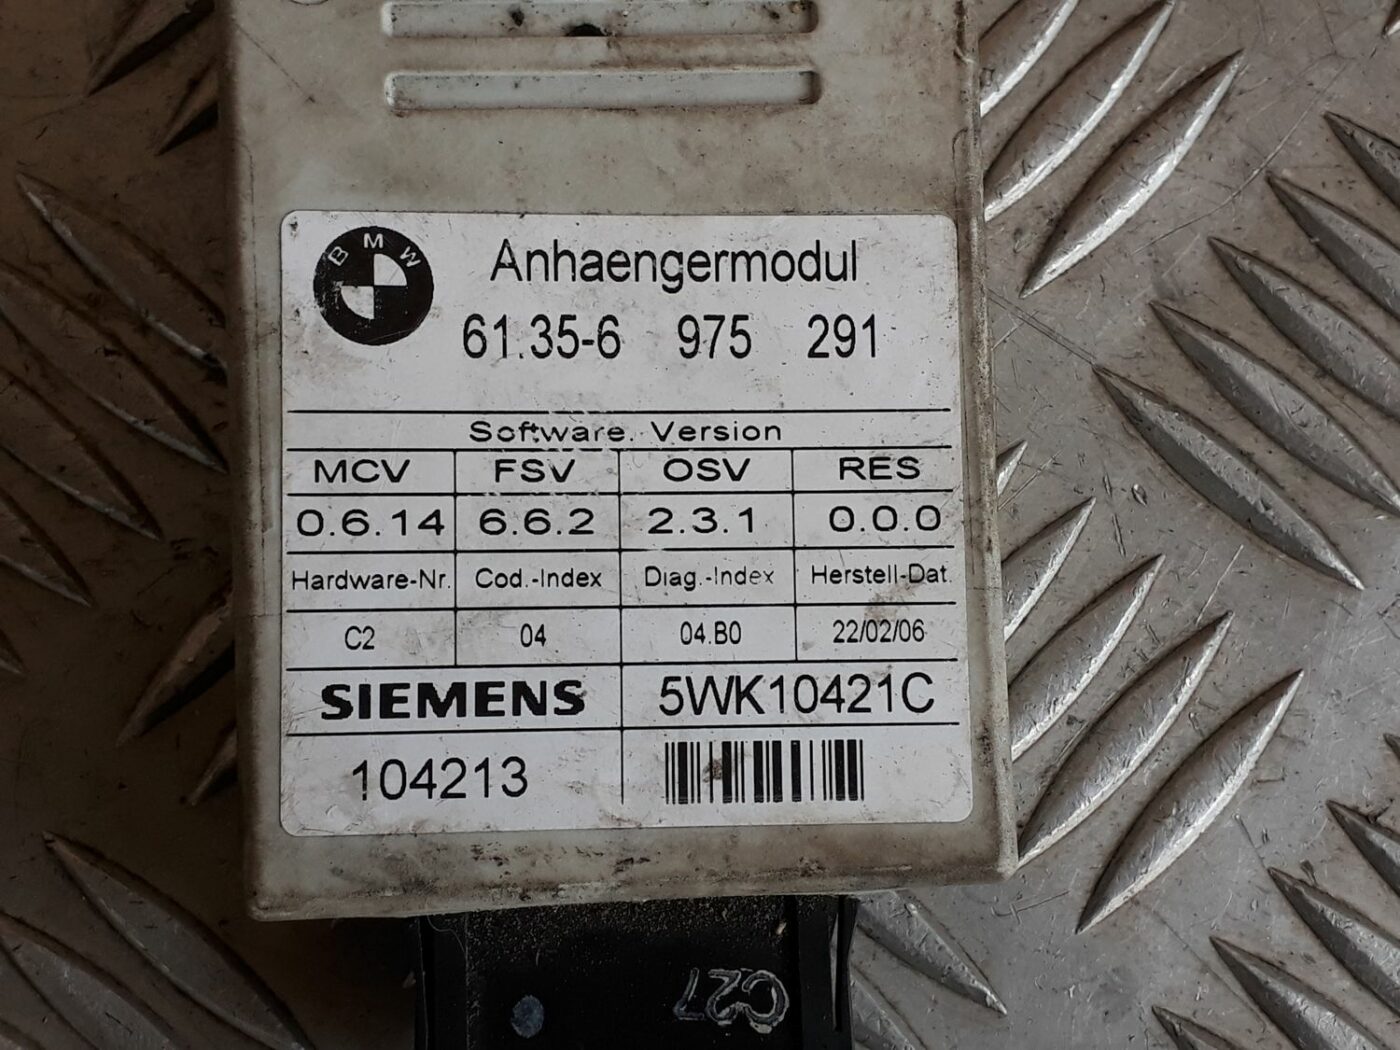 BMW
Anhaengermodul
61.35-6 975 291
Software. Version
MCV FSV OSV RES
0.6.14 6.6.2 2.3.1 0.0.0
Hardware-Nr. Cod.-Index Diag.-Index Herstell-Dat.
C2 04 04.B0 22/02/06
SIEMENS 5WK10421C
104213
C27